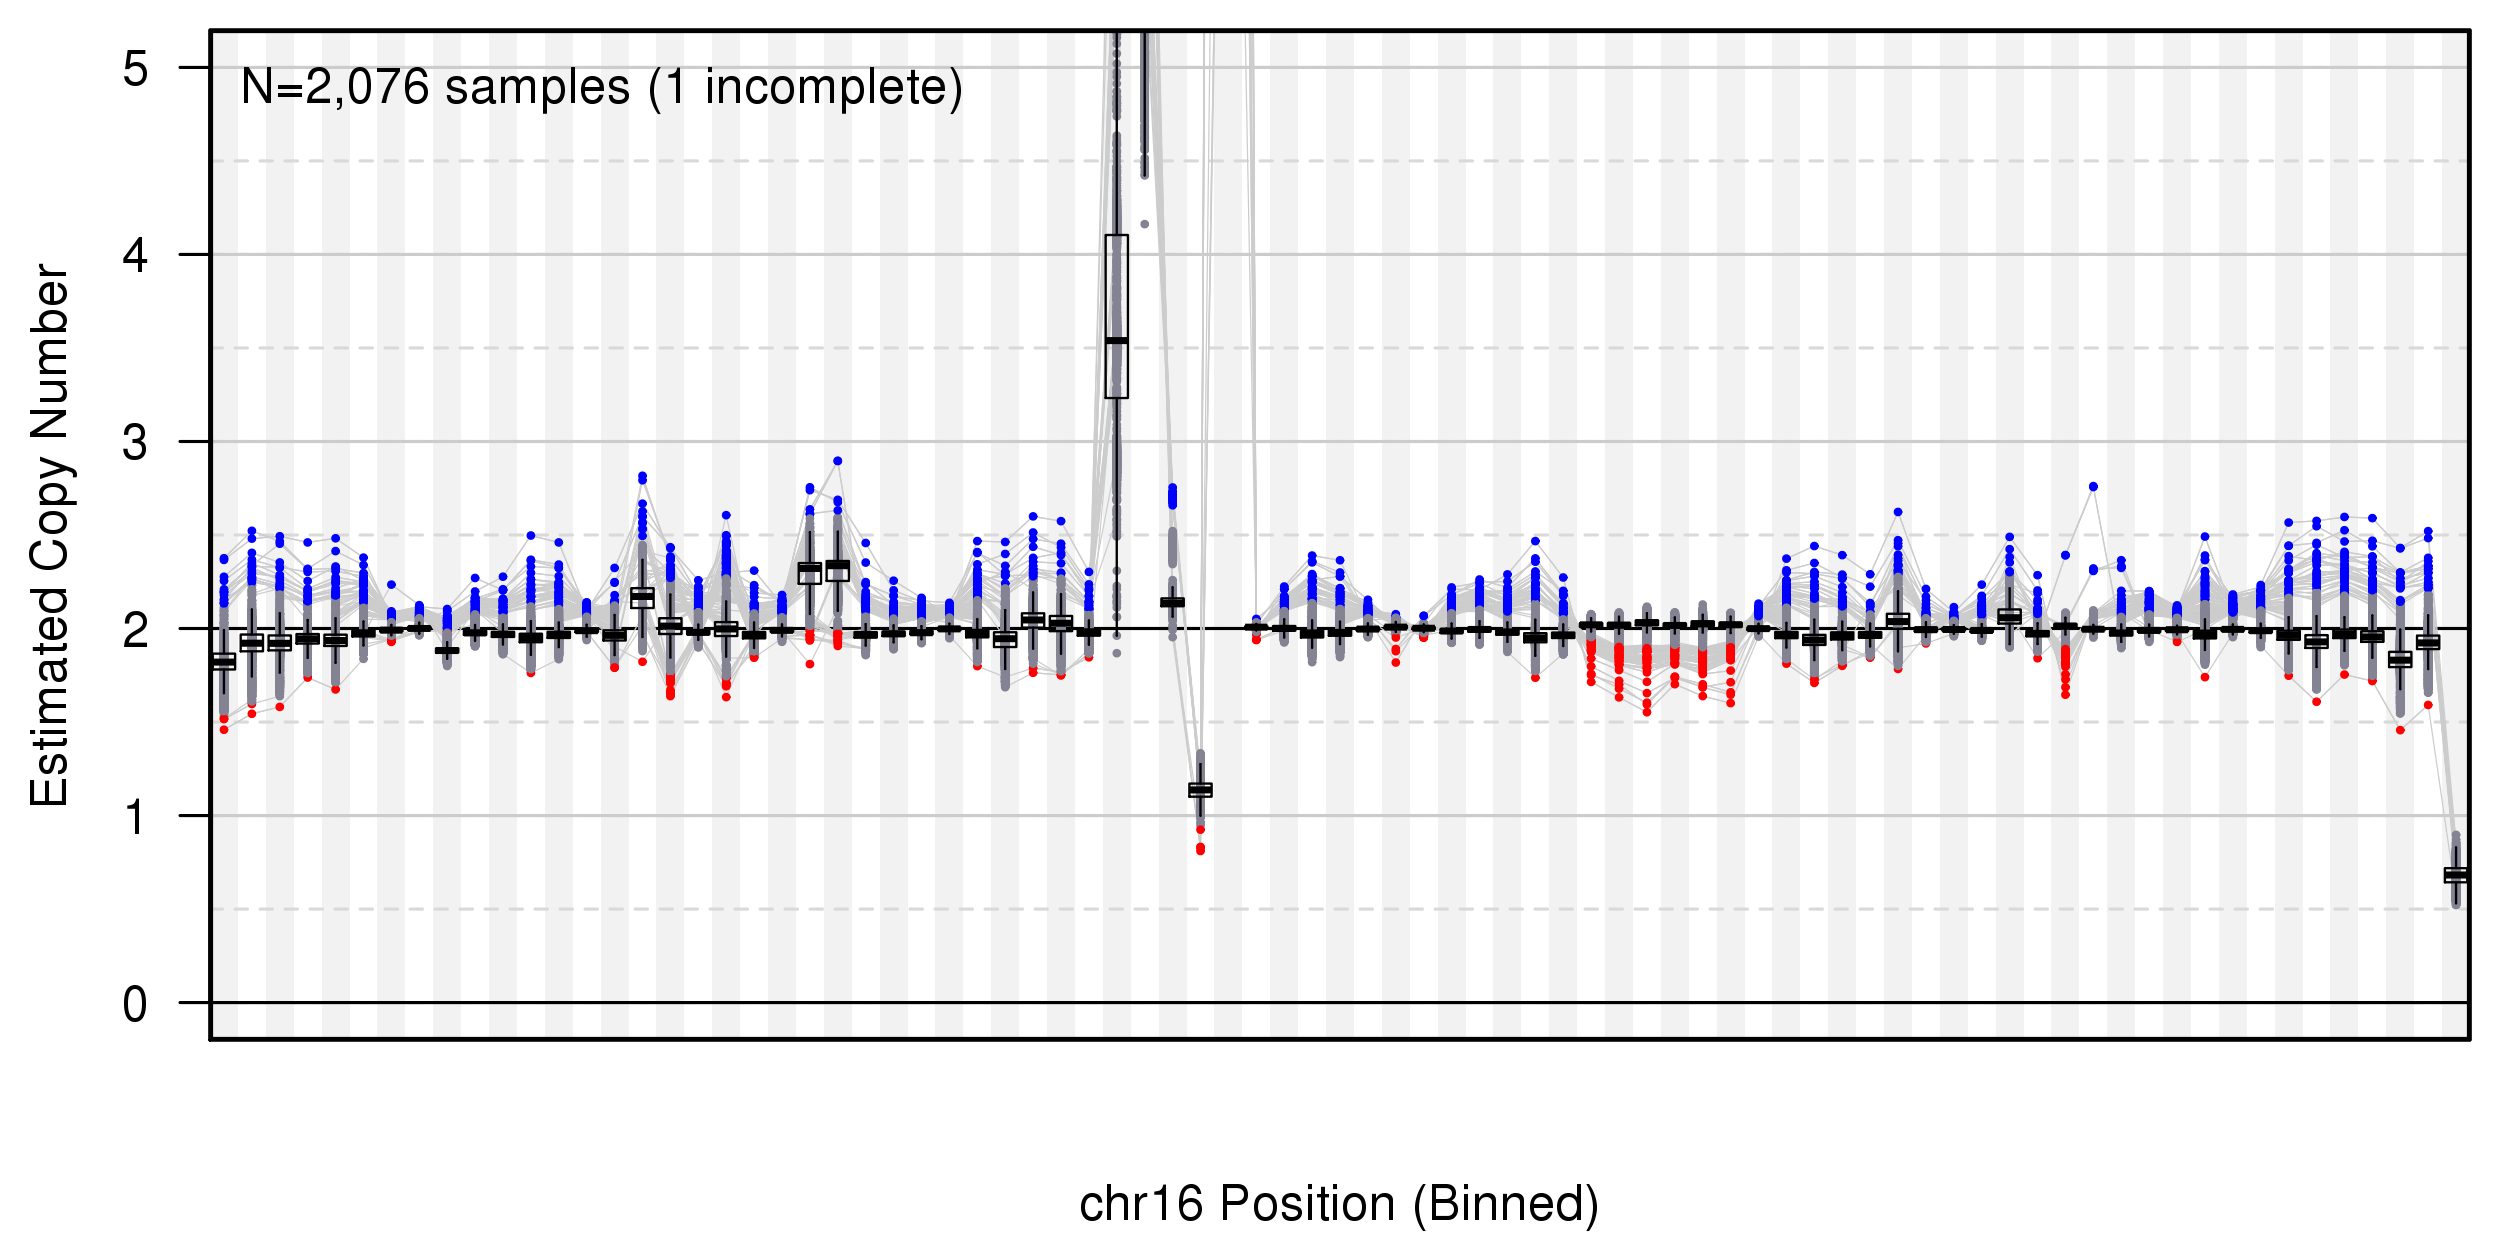 N=2,076 samples (1 incomplete)
5
4
3
2
1
0
Estimated Copy Number
chr16 Position (Binned)